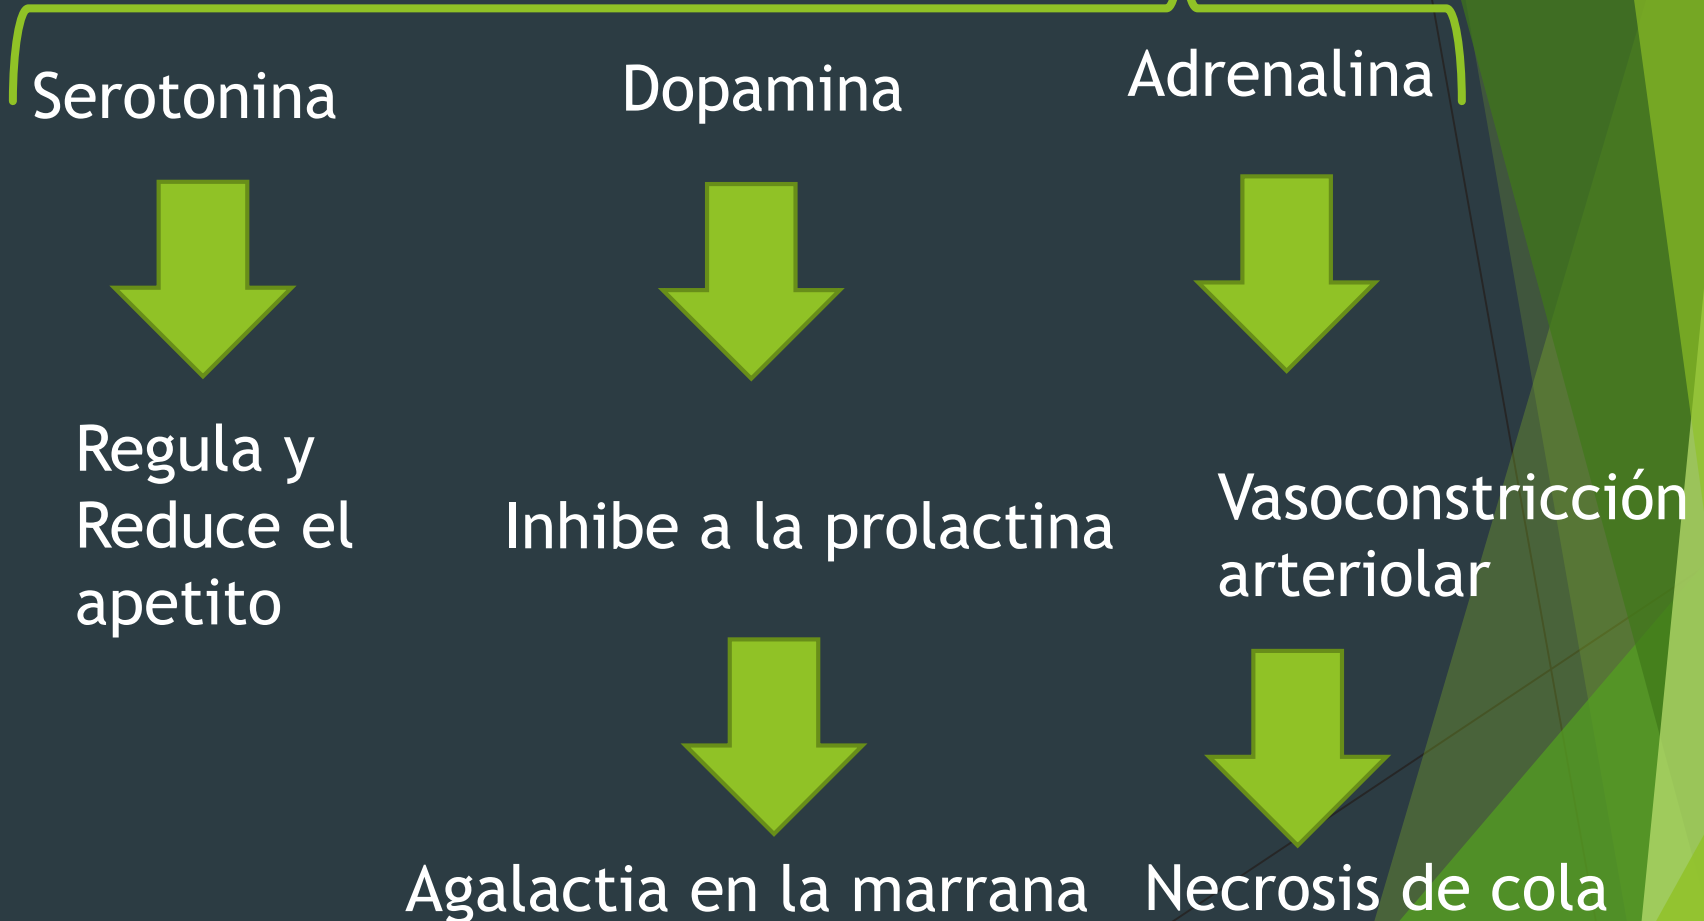 Serotonina
Dopamina
Adrenalina
Regula y
Reduce el
apetito
Inhibe a la prolactina
Vasoconstricción
arteriolar
Agalactia en la marrana
Necrosis de cola